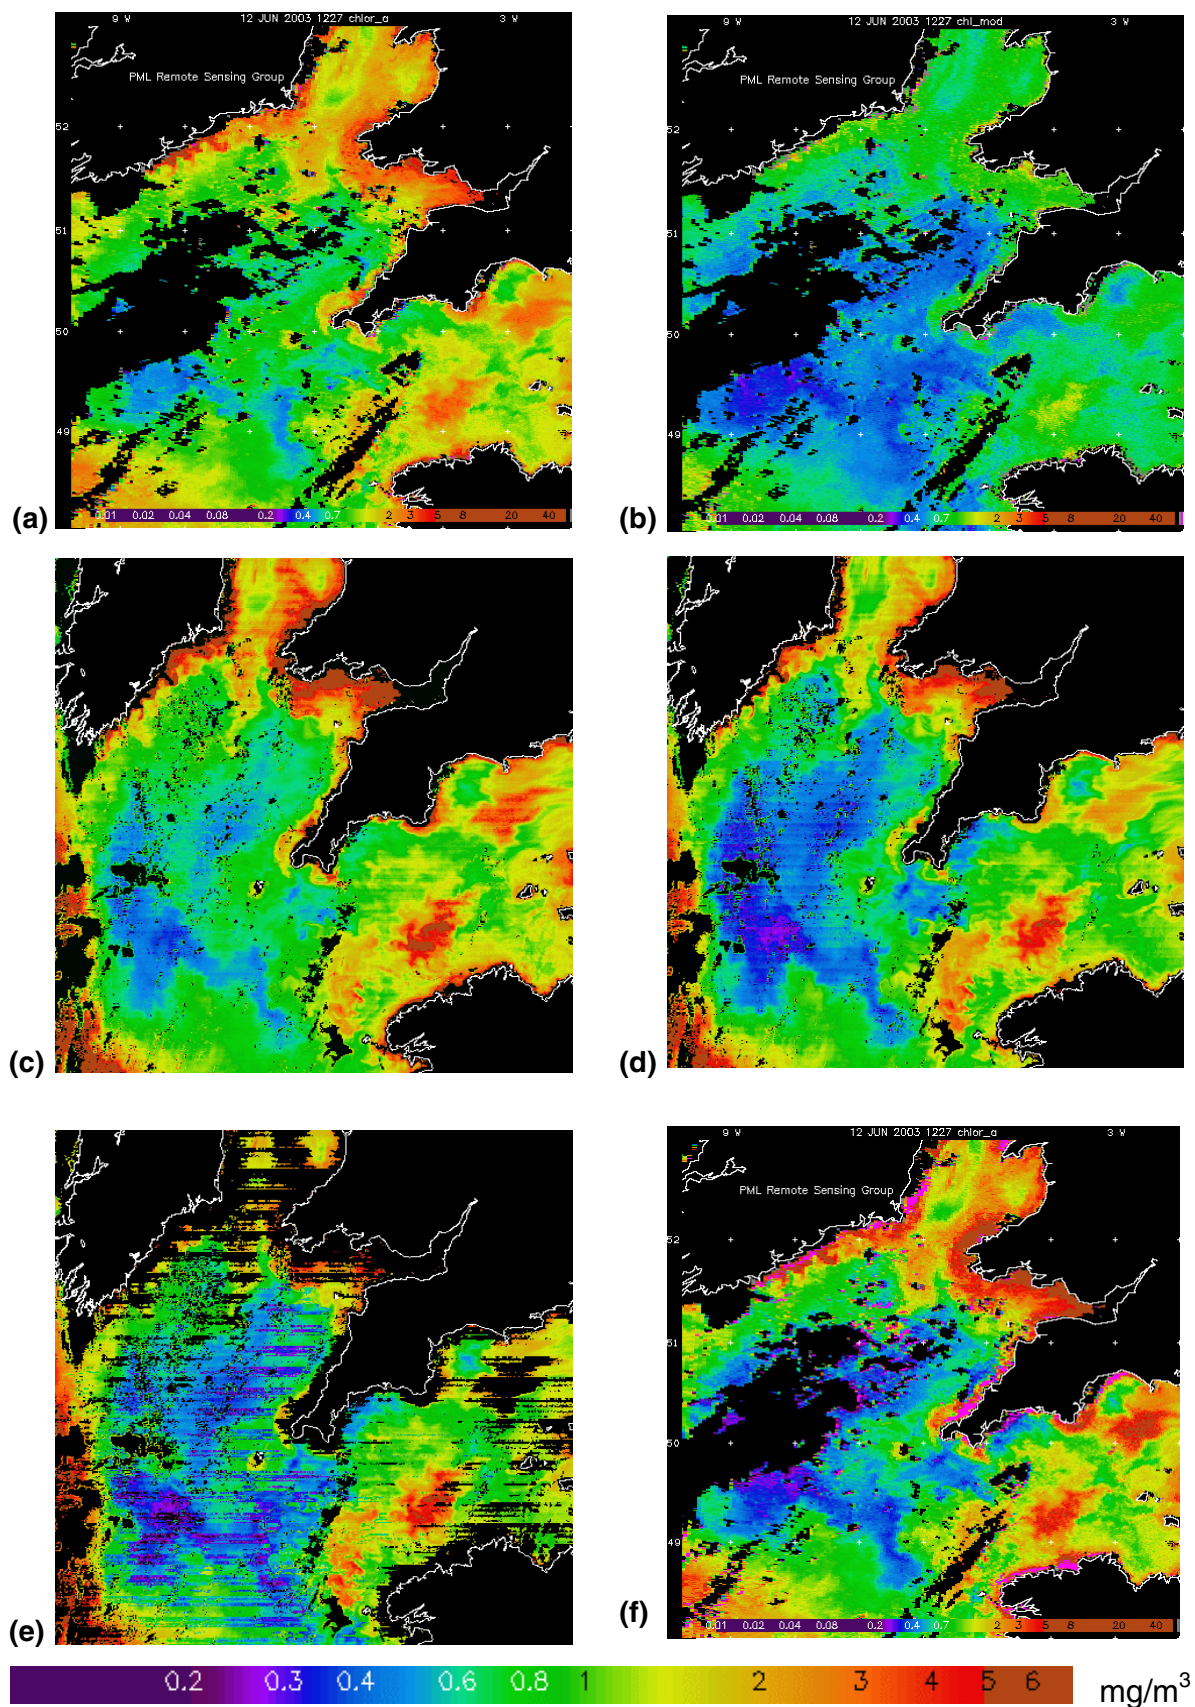 9 W 12 JUN 2003 1227 chlor_a 3 W
PML Remote Sensing Group
52
51
50
49
0.01 0.02 0.04 0.08 0.2 0.4 0.7 2 3 5 8 20 40
(a)
9 W 12 JUN 2003 1227 chl_mod 3 W
PML Remote Sensing Group
52
51
50
49
0.01 0.02 0.04 0.08 0.2 0.4 0.7 2 3 5 8 20 40
(b)
(c)
(d)
(e)
9 W 12 JUN 2003 1227 chlor_a 3 W
PML Remote Sensing Group
52
51
50
49
0.01 0.02 0.04 0.08 0.2 0.4 0.7 2 3 5 8 20 40
(f)
0.2 0.3 0.4 0.6 0.8 1 2 3 4 5 6 mg/m³